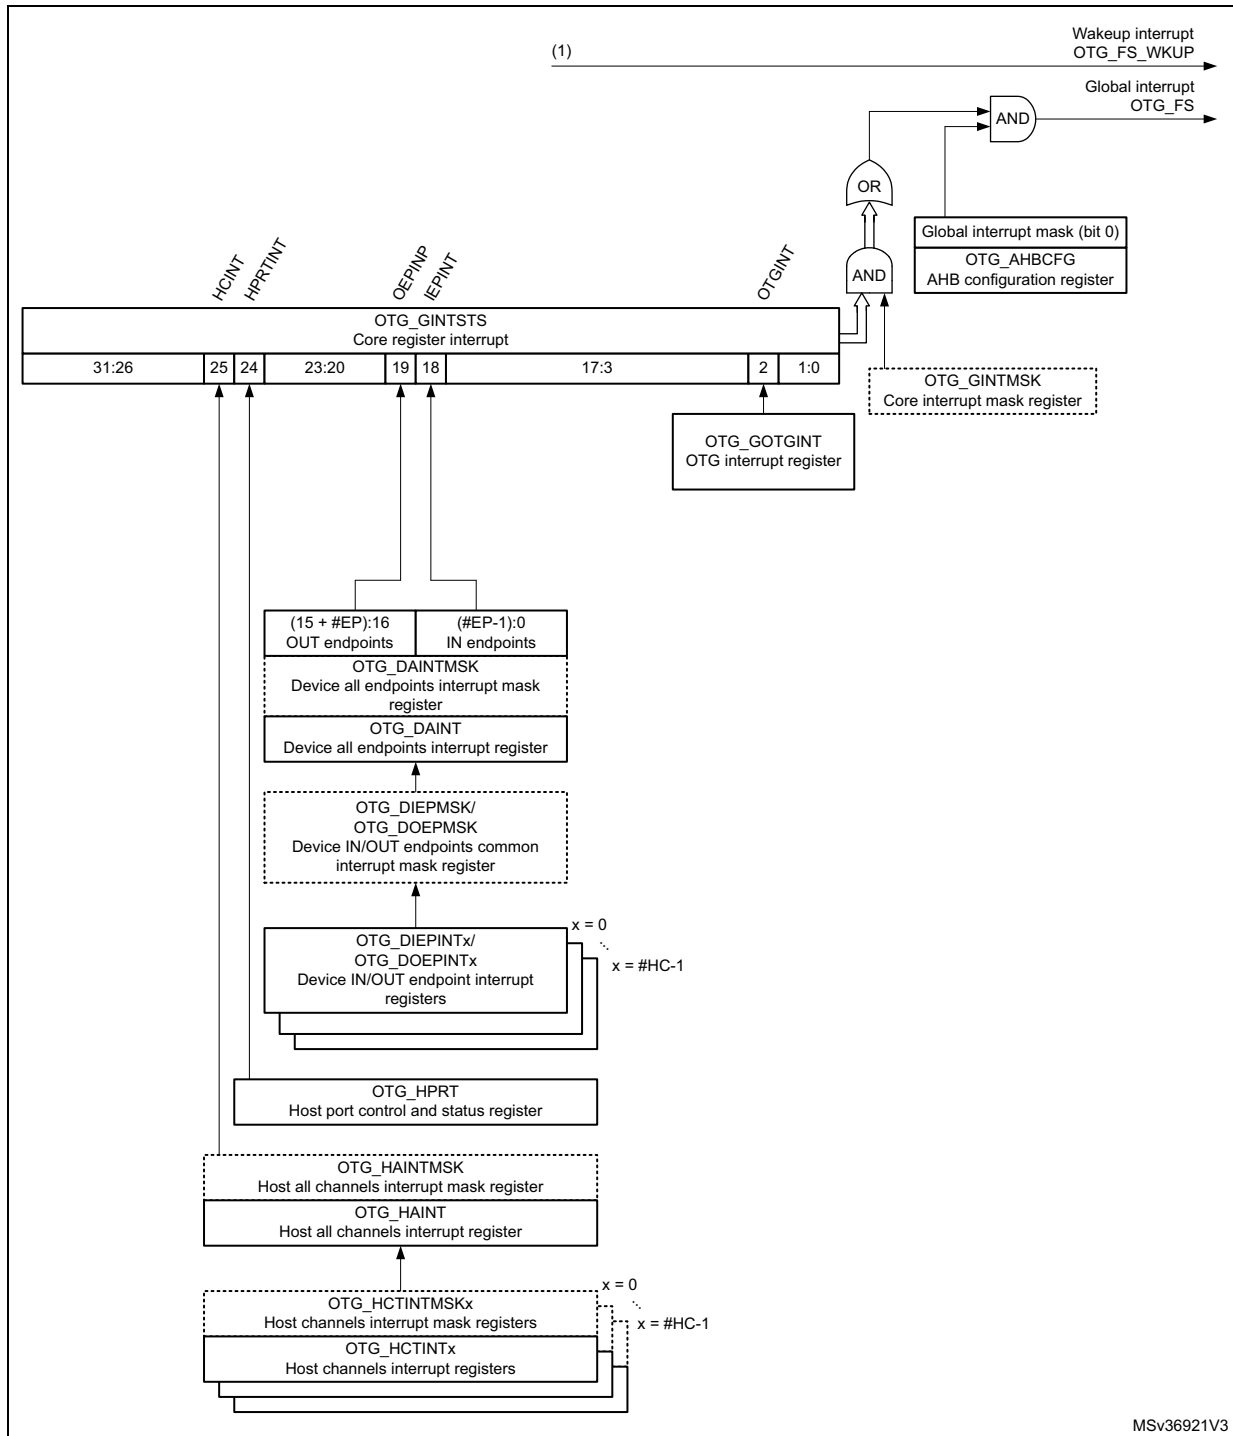 (1)
Wakeup interrupt
OTG_FS_WKUP
Global interrupt
OTG_FS
AND
OR
Global interrupt mask (bit 0)
OTG_AHBCFG
AHB configuration register
AND
HCINT
HPRTINT
OEPINP
IEPINT
OTGINT
OTG_GINTSTS
Core register interrupt
31:26 25 24 23:20 19 18 17:3 2 1:0
OTG_GINTMSK
Core interrupt mask register
OTG_GOTGINT
OTG interrupt register
(15 + #EP):16
OUT endpoints
(#EP-1):0
IN endpoints
OTG_DAINTMSK
Device all endpoints interrupt mask
register
OTG_DAINT
Device all endpoints interrupt register
OTG_DIEPMSK/
OTG_DOEPMSK
Device IN/OUT endpoints common
interrupt mask register
OTG_DIEPINTx/
OTG_DOEPINTx
Device IN/OUT endpoint interrupt
registers
x = 0
x = #HC-1
OTG_HPRT
Host port control and status register
OTG_HAINTMSK
Host all channels interrupt mask register
OTG_HAINT
Host all channels interrupt register
OTG_HCTINTMSKx
Host channels interrupt mask registers
OTG_HCTINTx
Host channels interrupt registers
x = 0
x = #HC-1
MSv36921V3